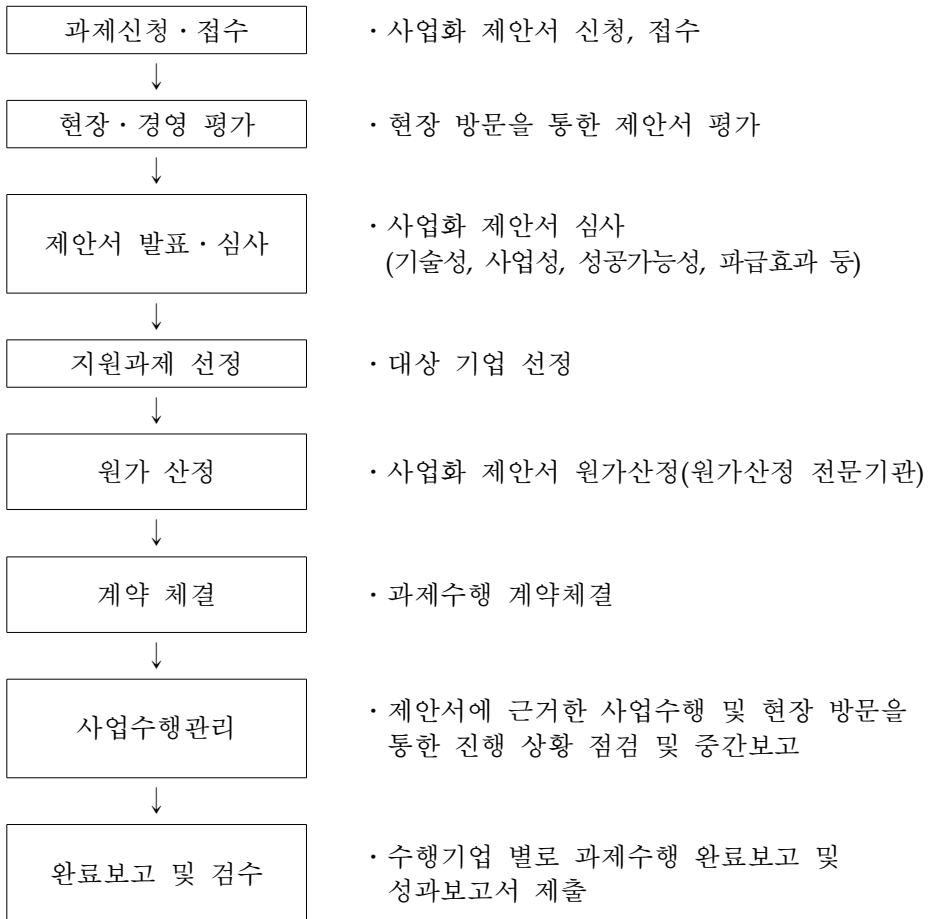 과제신청·접수
·사업화 제안서 신청, 접수
↓
현장·경영 평가
·현장 방문을 통한 제안서 평가
↓
제안서 발표·심사
·사업화 제안서 심사
(기술성, 사업성, 성공가능성, 파급효과 등)
↓
지원과제 선정
·대상 기업 선정
↓
원가 산정
·사업화 제안서 원가산정(원가산정 전문기관)
↓
계약 체결
·과제수행 계약체결
↓
사업수행관리
·제안서에 근거한 사업수행 및 현장 방문을
통한 진행 상황 점검 및 중간보고
↓
완료보고 및 검수
·수행기업 별로 과제수행 완료보고 및
성과보고서 제출